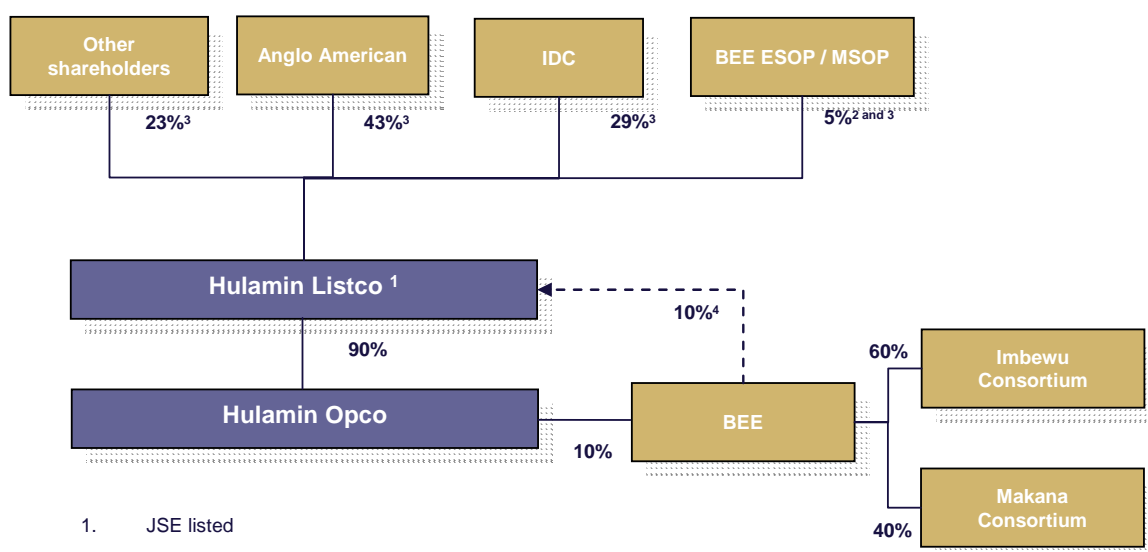 Other
shareholders
Anglo American
IDC
BEE ESOP / MSOP
23%³
43%³
29%³
5%² and ³
Hulamin Listco ¹
10%⁴
90%
60%
Imbewu
Consortium
Hulamin Opco
BEE
10%
Makana
Consortium
40%
1. JSE listed